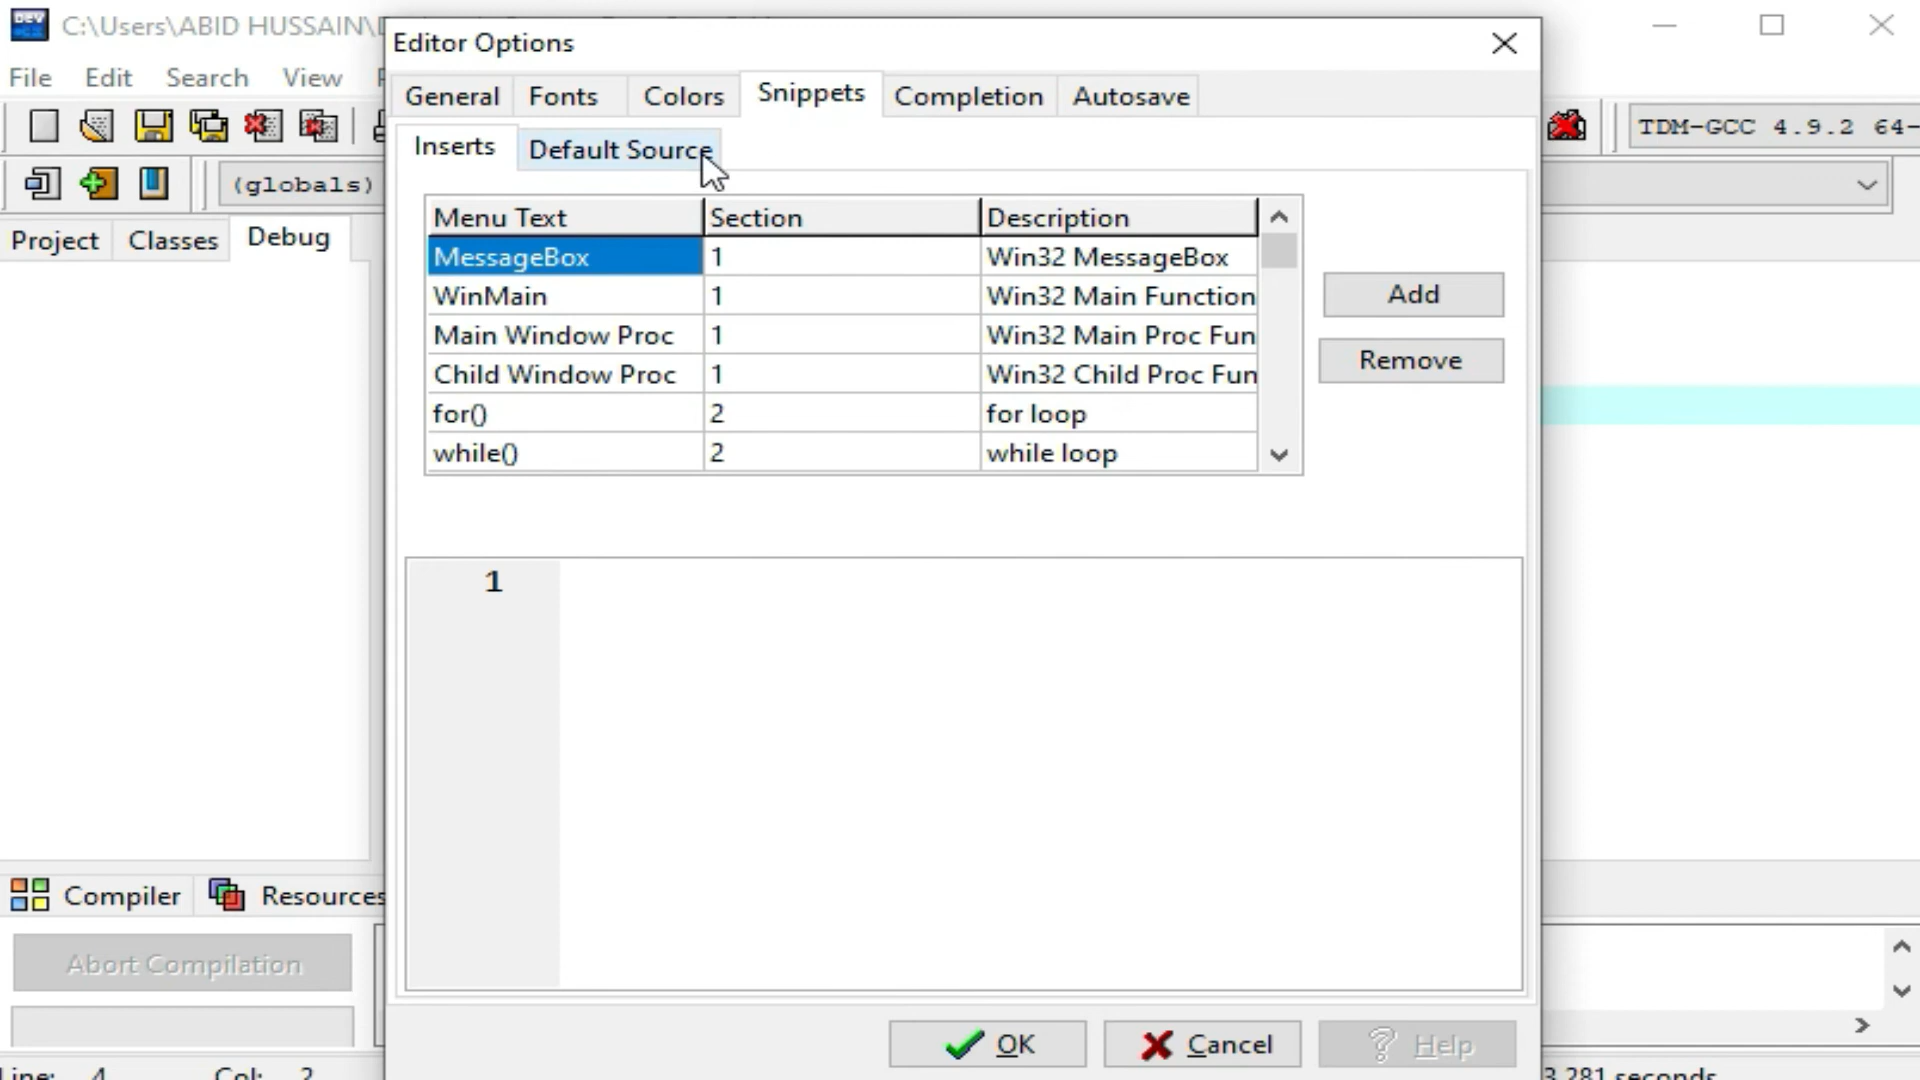 DEV
C:\Users\ABID HUSSAIN\
Editor Options
File Edit Search View
General Fonts Colors Snippets Completion Autosave
TDM-GCC 4.9.2 64-
Inserts Default Source
(globals)
Project Classes Debug
Menu Text Section Description
MessageBox 1 Win32 MessageBox
WinMain 1 Win32 Main Function
Main Window Proc 1 Win32 Main Proc Fun
Child Window Proc 1 Win32 Child Proc Fun
for() 2 for loop
while() 2 while loop
Add
Remove
1
Compiler Resources
Abort Compilation
OK Cancel Help
Line: 4 Col: 2
3,281 seconds